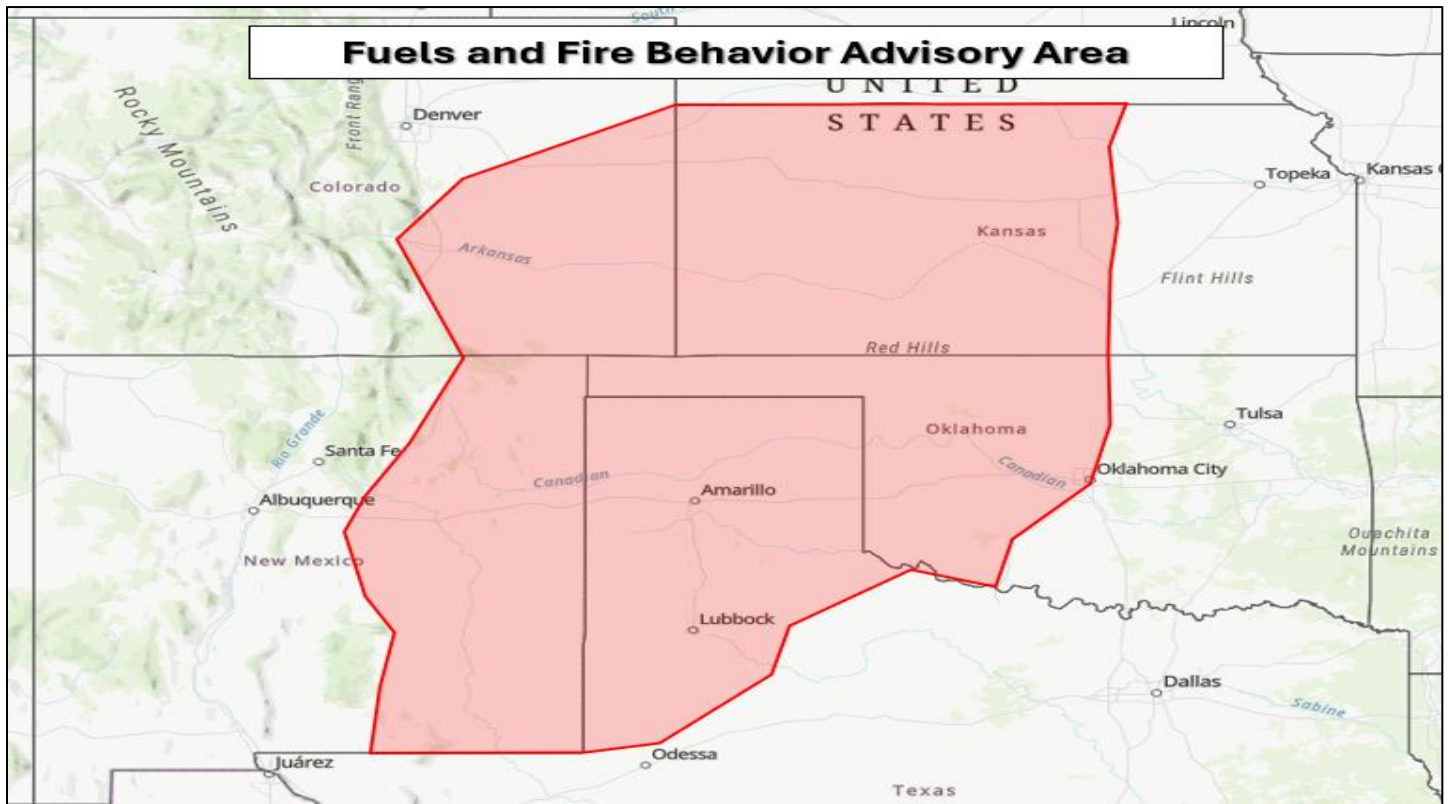 South
Lincoln
Fuels and Fire Behavior Advisory Area
Rocky Mountains
Front Rang
UNITED
STATES
Denver
Topeka
Kansas
Colorado
Kansas
Arkansas
Flint Hills
Red Hills
Rio Grande
Santa Fe
Canadian
Oklahoma
Tulsa
Canadian
Oklahoma City
Albuquerque
Amarillo
New Mexico
Ouachita
Mountains
Lubbock
Dallas
Sabine
Juárez
Odessa
Texas